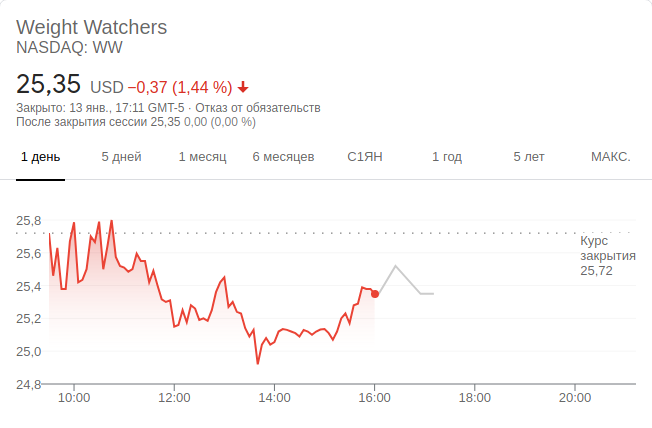 Weight Watchers
NASDAQ: WW
25,35 USD −0,37 (1,44 %)
Закрыто: 13 янв., 17:11 GMT-5 · Отказ от обязательств
После закрытия сессии 25,35 0,00 (0,00 %)
1 день 5 дней 1 месяц 6 месяцев С1ЯН 1 год 5 лет МАКС.
25,8
Курс
25,6
закрытия
25,72
25,4
25,2
25,0
24,8
10:00 12:00 14:00 16:00 18:00 20:00